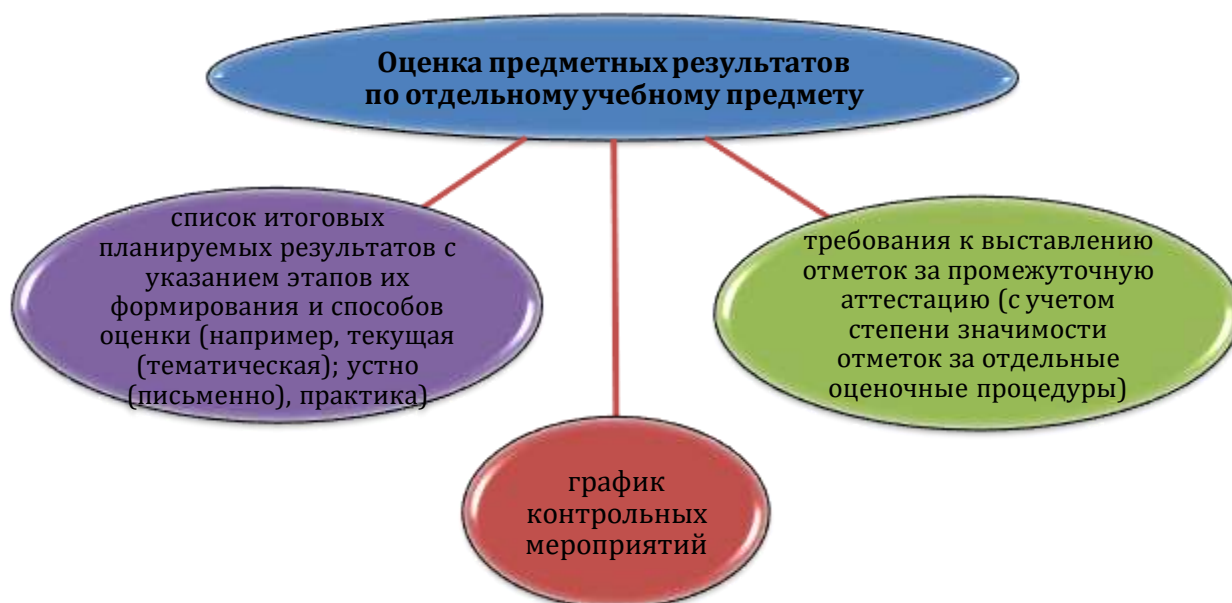 Оценка предметных результатов
по отдельному учебному предмету
список итоговых
планируемых результатов с
указанием этапов их
формирования и способов
оценки (например, текущая
(тематическая); устно
(письменно), практика)
график
контрольных
мероприятий
требования к выставлению
отметок за промежуточную
аттестацию (с учетом
степени значимости
отметок за отдельные
оценочные процедуры)